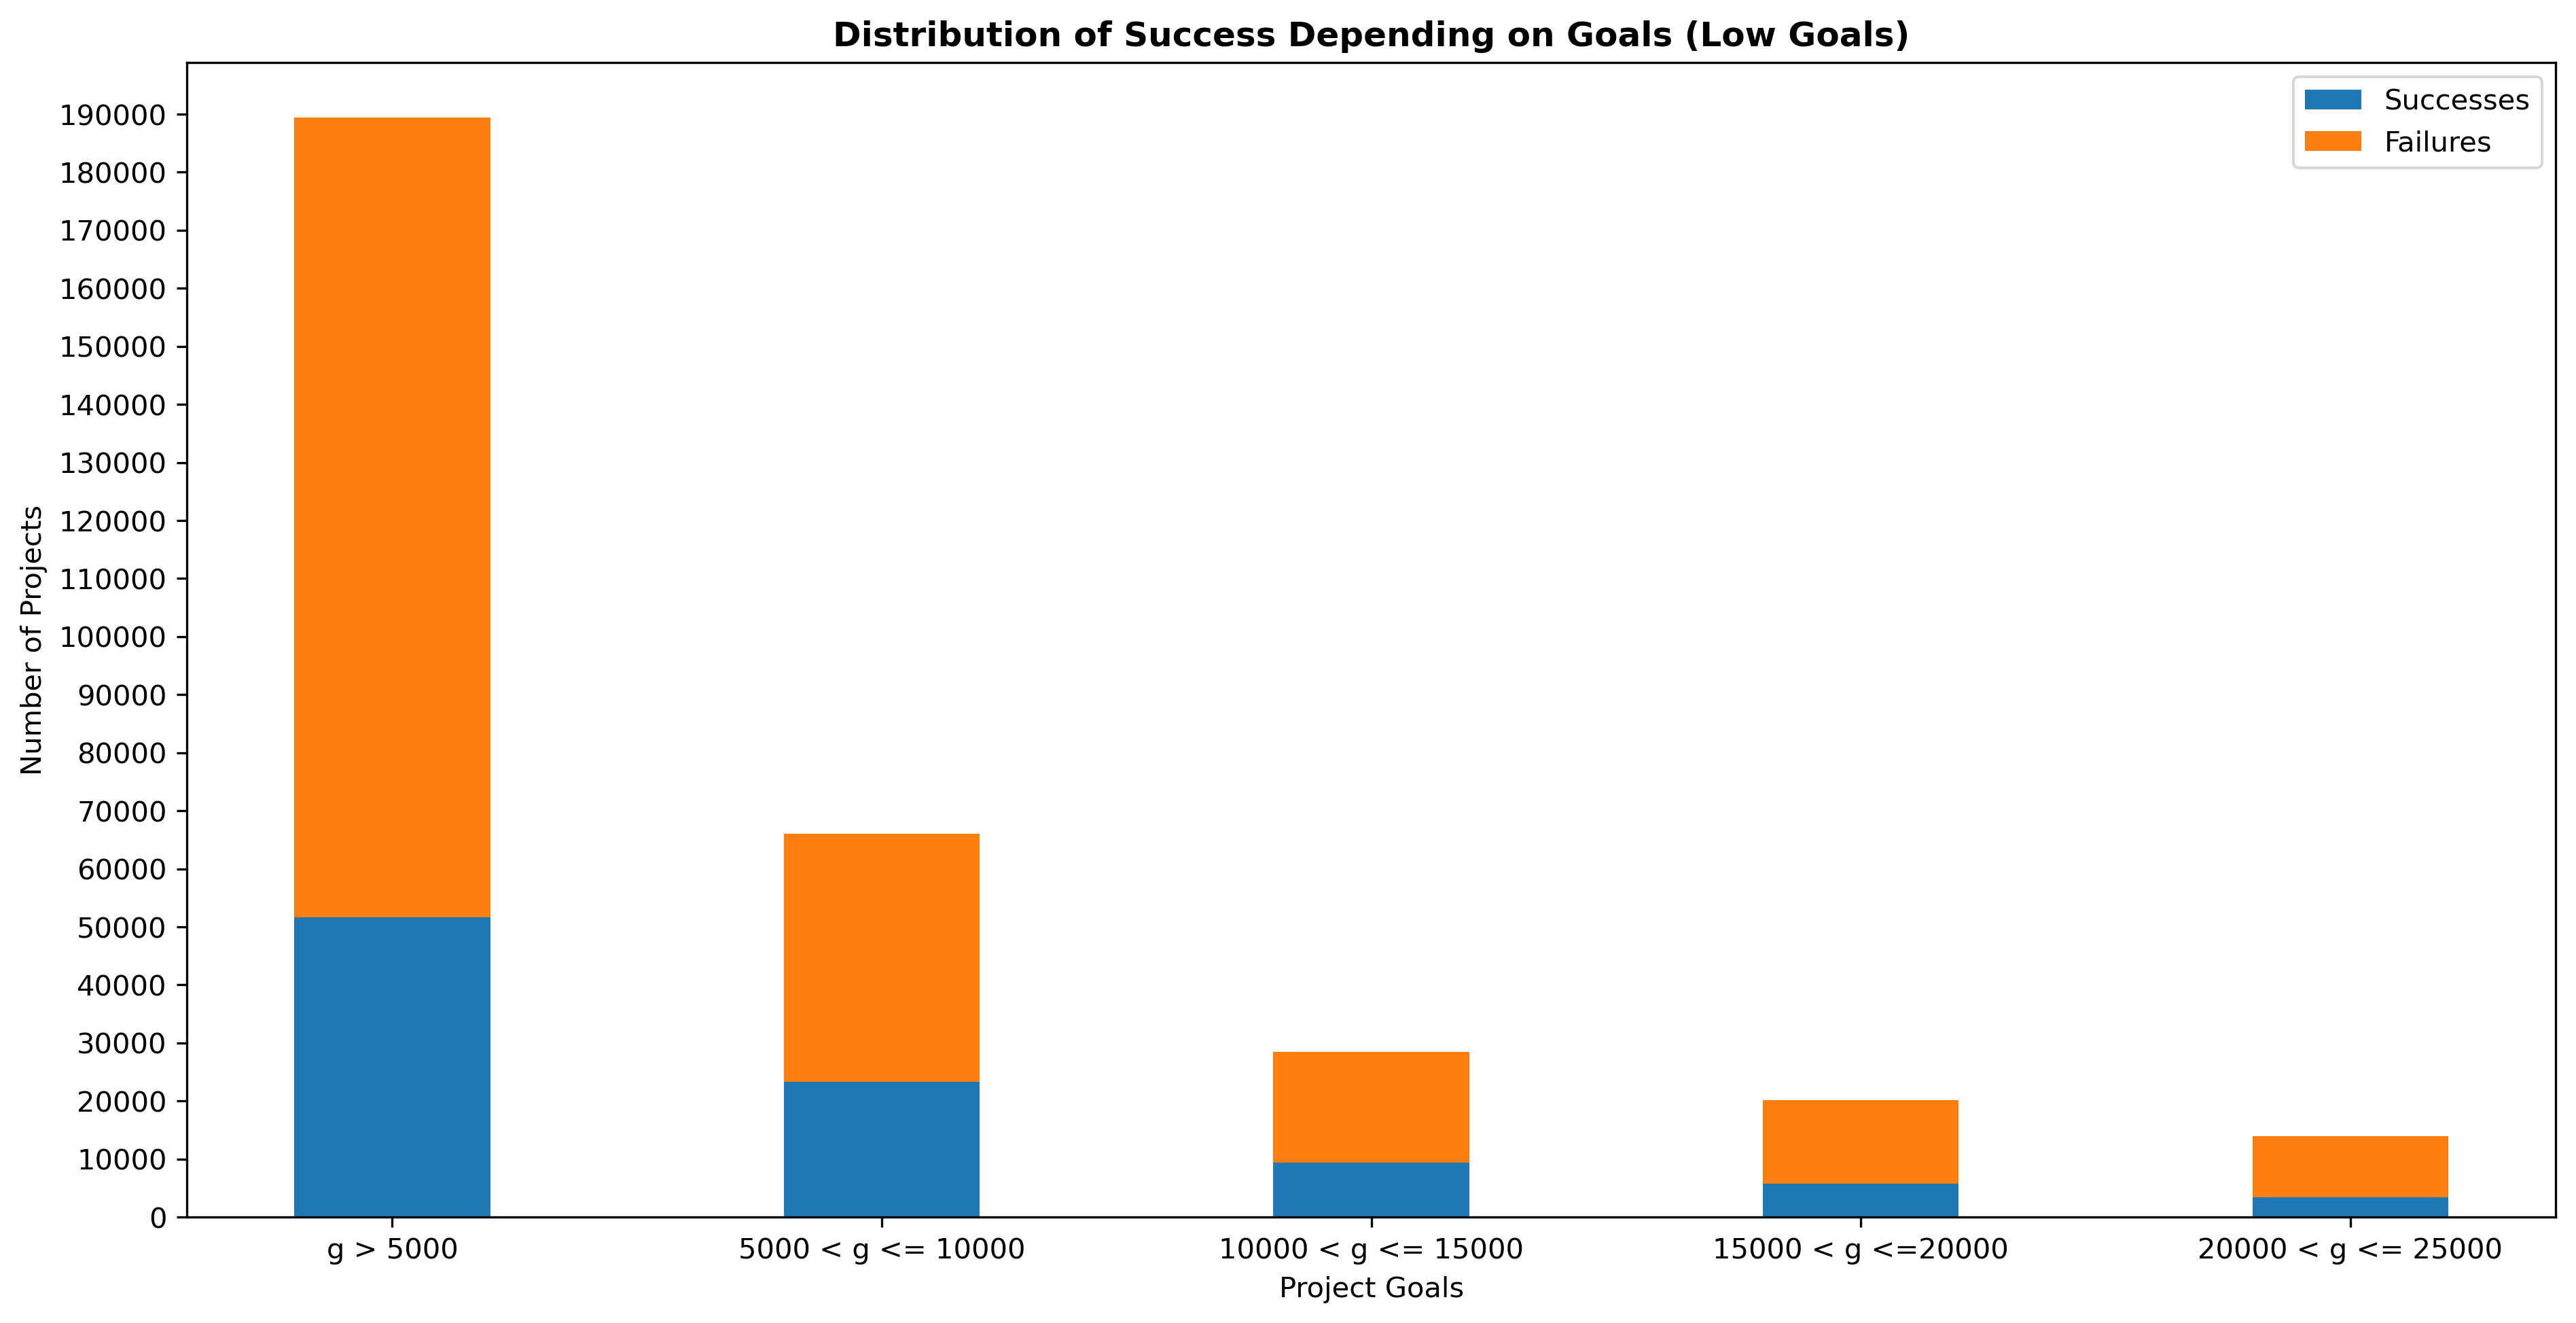 Distribution of Success Depending on Goals (Low Goals)
Successes
Failures
Number of Projects
190000
180000
170000
160000
150000
140000
130000
120000
110000
100000
90000
80000
70000
60000
50000
40000
30000
20000
10000
0
g > 5000
5000 < g <= 10000
10000 < g <= 15000
15000 < g <=20000
20000 < g <= 25000
Project Goals